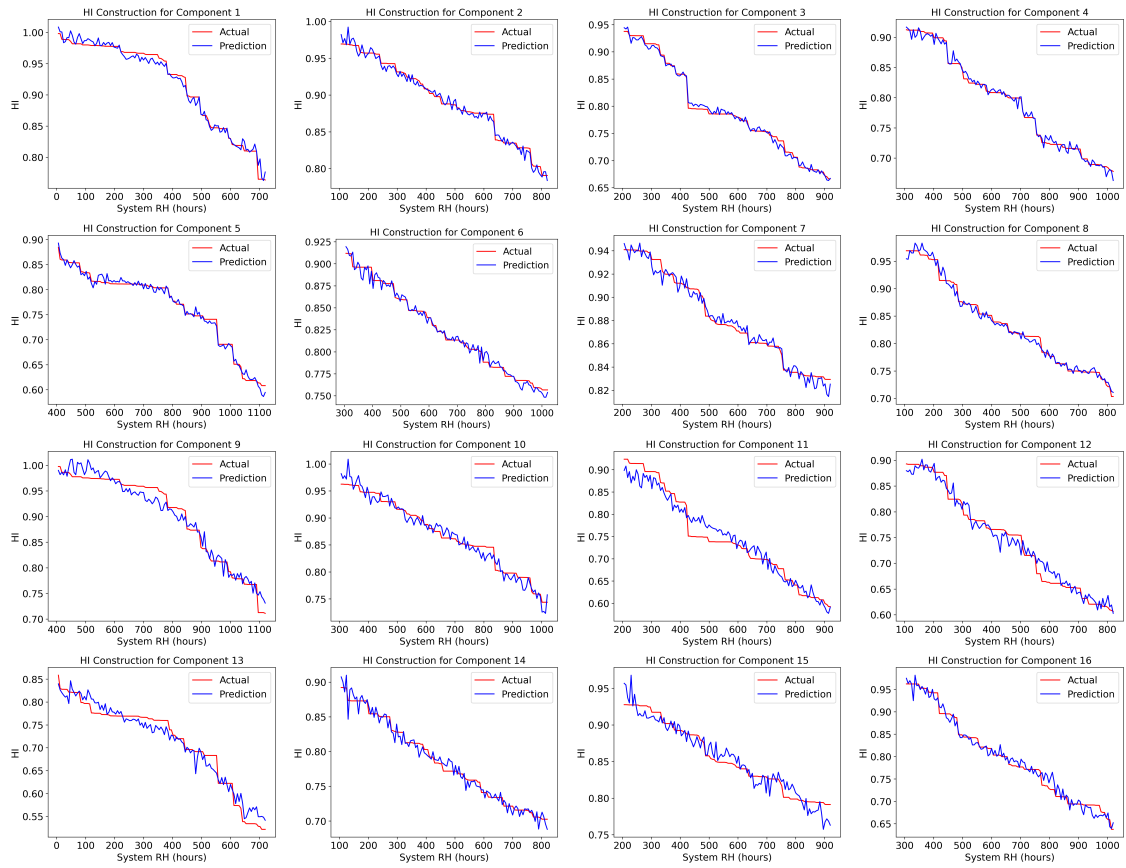 HI Construction for Component 1
HI
1.00
0.95
0.90
0.85
0.80
0 100 200 300 400 500 600 700
System RH (hours)
Actual
Prediction
HI Construction for Component 2
HI
1.00
0.95
0.90
0.85
0.80
100 200 300 400 500 600 700 800
System RH (hours)
Actual
Prediction
HI Construction for Component 3
HI
0.95
0.90
0.85
0.80
0.75
0.70
0.65
200 300 400 500 600 700 800 900
System RH (hours)
Actual
Prediction
HI Construction for Component 4
HI
0.90
0.85
0.80
0.75
0.70
300 400 500 600 700 800 900 1000
System RH (hours)
Actual
Prediction
HI Construction for Component 5
HI
0.90
0.85
0.80
0.75
0.70
0.65
0.60
400 500 600 700 800 900 1000 1100
System RH (hours)
Actual
Prediction
HI Construction for Component 6
HI
0.925
0.900
0.875
0.850
0.825
0.800
0.775
0.750
300 400 500 600 700 800 900 1000
System RH (hours)
Actual
Prediction
HI Construction for Component 7
HI
0.94
0.92
0.90
0.88
0.86
0.84
0.82
200 300 400 500 600 700 800 900
System RH (hours)
Actual
Prediction
HI Construction for Component 8
HI
0.95
0.90
0.85
0.80
0.75
0.70
100 200 300 400 500 600 700 800
System RH (hours)
Actual
Prediction
HI Construction for Component 9
HI
1.00
0.95
0.90
0.85
0.80
0.75
0.70
400 500 600 700 800 900 1000 1100
System RH (hours)
Actual
Prediction
HI Construction for Component 10
HI
1.00
0.95
0.90
0.85
0.80
0.75
300 400 500 600 700 800 900 1000
System RH (hours)
Actual
Prediction
HI Construction for Component 11
HI
0.90
0.85
0.80
0.75
0.70
0.65
0.60
200 300 400 500 600 700 800 900
System RH (hours)
Actual
Prediction
HI Construction for Component 12
HI
0.90
0.85
0.80
0.75
0.70
0.65
0.60
100 200 300 400 500 600 700 800
System RH (hours)
Actual
Prediction
HI Construction for Component 13
HI
0.85
0.80
0.75
0.70
0.65
0.60
0.55
0 100 200 300 400 500 600 700
System RH (hours)
Actual
Prediction
HI Construction for Component 14
HI
0.90
0.85
0.80
0.75
0.70
100 200 300 400 500 600 700 800
System RH (hours)
Actual
Prediction
HI Construction for Component 15
HI
0.95
0.90
0.85
0.80
0.75
200 300 400 500 600 700 800 900
System RH (hours)
Actual
Prediction
HI Construction for Component 16
HI
0.95
0.90
0.85
0.80
0.75
0.70
0.65
300 400 500 600 700 800 900 1000
System RH (hours)
Actual
Prediction